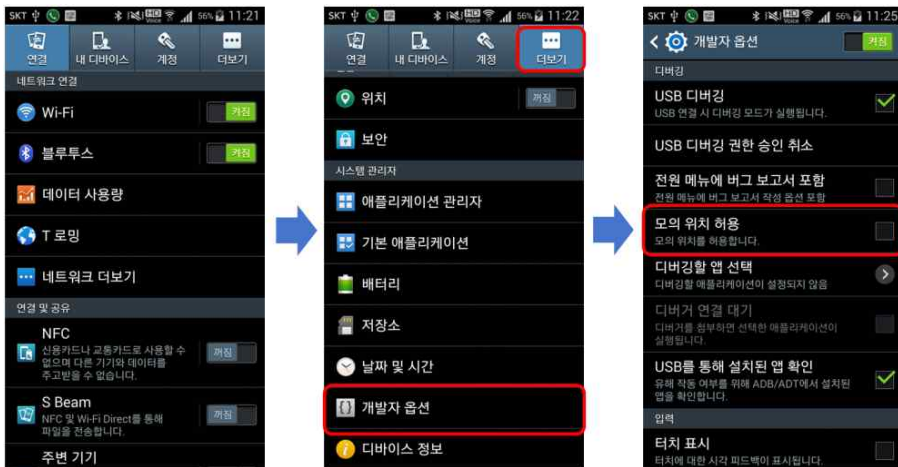 SKT 56% 11:21
연결 내 디바이스 계정 더보기
네트워크 연결
Wi-Fi 켜짐
블루투스 켜짐
데이터 사용량
T 로밍
네트워크 더보기
연결 및 공유
NFC
신용카드나 교통카드로 사용할 수
없으며 다른 기기와 데이터를
주고받을 수 없습니다.
꺼짐
S Beam
NFC 및 Wi-Fi Direct를 통해
파일을 전송합니다.
꺼짐
주변 기기
SKT 56% 11:22
연결 내 디바이스 계정 더보기
위치 꺼짐
보안
시스템 관리자
애플리케이션 관리자
기본 애플리케이션
배터리
저장소
날짜 및 시간
개발자 옵션
디바이스 정보
SKT 56% 11:25
개발자 옵션 켜짐
디버깅
USB 디버깅
USB 연결 시 디버깅 모드가 실행됩니다.
USB 디버깅 권한 승인 취소
전원 메뉴에 버그 보고서 포함
전원 메뉴에 버그 보고서 작성 옵션 포함
모의 위치 허용
모의 위치를 허용합니다.
디버깅할 앱 선택
디버깅할 애플리케이션이 설정되지 않음
디버거 연결 대기
디버거를 첨부하면 선택한 애플리케이션이
실행됩니다.
USB를 통해 설치된 앱 확인
유해 작동 여부를 위해 ADB/ADT에서 설치된
앱을 확인합니다.
입력
터치 표시
터치에 대한 시각 피드백이 표시됩니다.